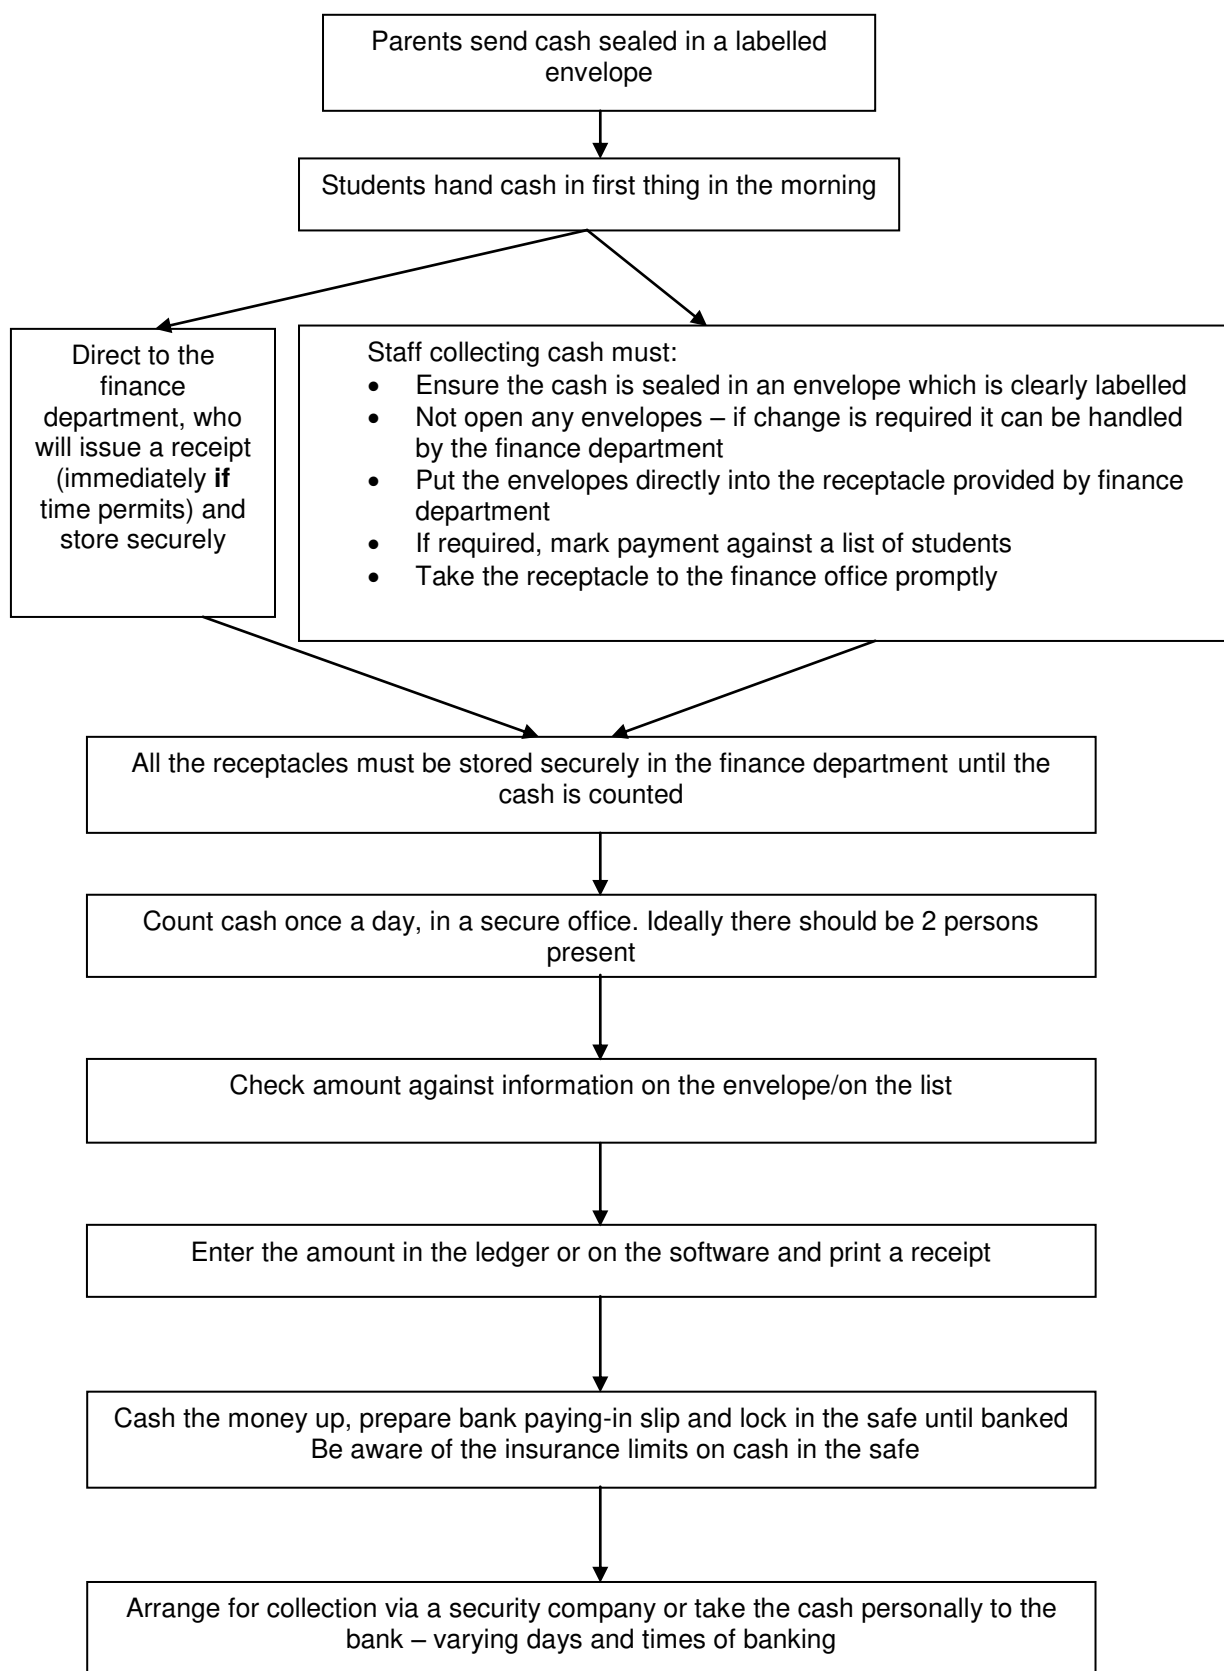 Parents send cash sealed in a labelled
envelope
Students hand cash in first thing in the morning
Direct to the
finance
department, who
will issue a receipt
(immediately if
time permits) and
store securely
Staff collecting cash must:
• Ensure the cash is sealed in an envelope which is clearly labelled
• Not open any envelopes – if change is required it can be handled
by the finance department
• Put the envelopes directly into the receptacle provided by finance
department
• If required, mark payment against a list of students
• Take the receptacle to the finance office promptly
All the receptacles must be stored securely in the finance department until the
cash is counted
Count cash once a day, in a secure office. Ideally there should be 2 persons
present
Check amount against information on the envelope/on the list
Enter the amount in the ledger or on the software and print a receipt
Cash the money up, prepare bank paying-in slip and lock in the safe until banked
Be aware of the insurance limits on cash in the safe
Arrange for collection via a security company or take the cash personally to the
bank – varying days and times of banking